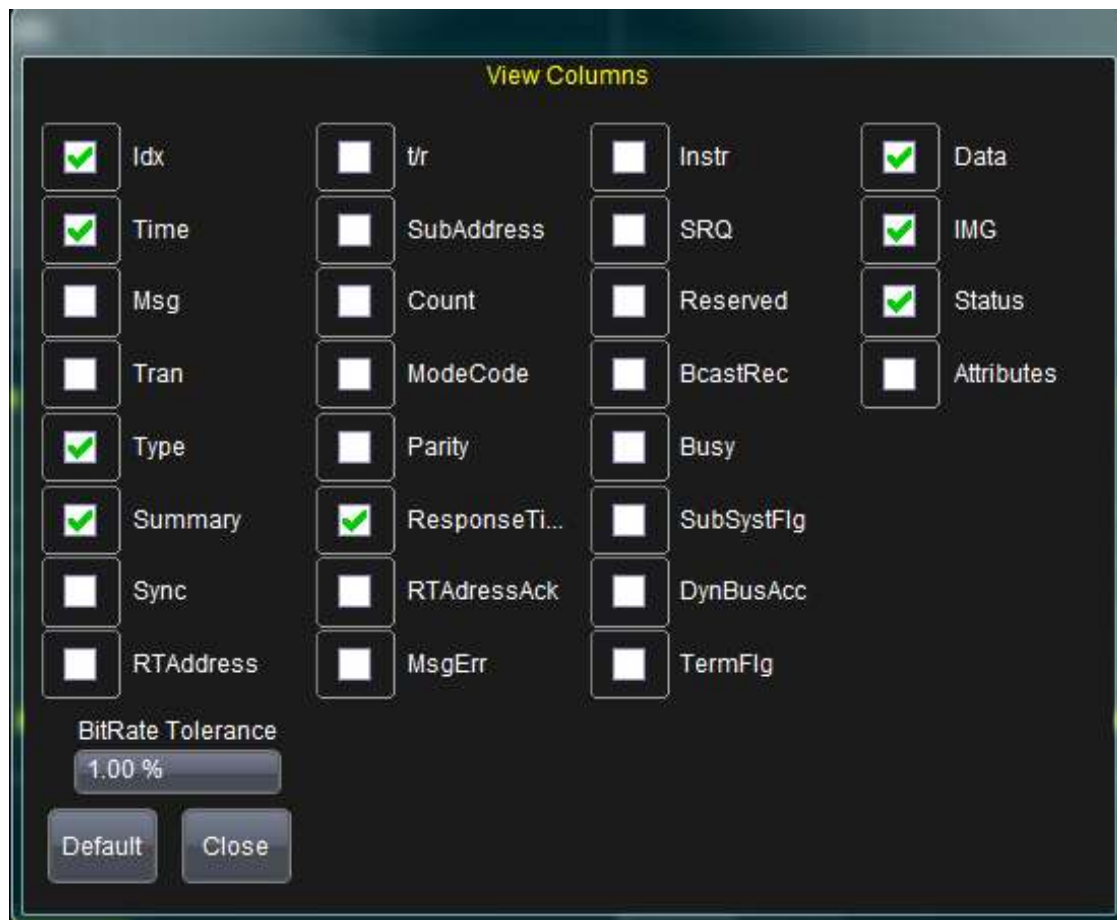 View Columns
Idx t/r Instr Data
Time SubAddress SRQ IMG
Msg Count Reserved Status
Tran ModeCode BcastRec Attributes
Type Parity Busy
Summary ResponseTi... SubSystFlg
Sync RTAdressAck DynBusAcc
RTAddress MsgErr TermFlg
BitRate Tolerance
1.00 %
Default Close